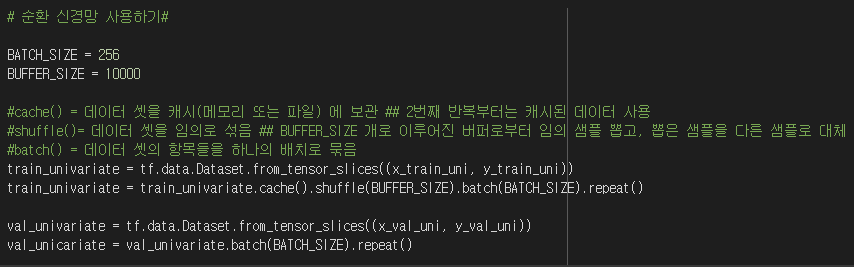 # 순환 신경망 사용하기#
BATCH_SIZE = 256
BUFFER_SIZE = 10000
#cache() = 데이터 셋을 캐시(메모리 또는 파일) 에 보관 ## 2번째 반복부터는 캐시된 데이터 사용
#shuffle()= 데이터 셋을 임의로 섞음 ## BUFFER_SIZE 개로 이루어진 버퍼로부터 임의 샘플 뽑고, 뽑은 샘플을 다른 샘플로 대체
#batch() = 데이터 셋의 항목들을 하나의 배치로 묶음
train_univariate = tf.data.Dataset.from_tensor_slices((x_train_uni, y_train_uni))
train_univariate = train_univariate.cache().shuffle(BUFFER_SIZE).batch(BATCH_SIZE).repeat()
val_univariate = tf.data.Dataset.from_tensor_slices((x_val_uni, y_val_uni))
val_unicariate = val_univariate.batch(BATCH_SIZE).repeat()